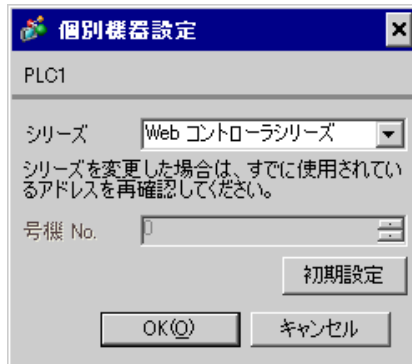 個別機器設定
PLC1
シリーズ Web コントローラシリーズ
シリーズを変更した場合は、すでに使用されてい
るアドレスを再確認してください。
号機 No. 0
初期設定
OK(O) キャンセル